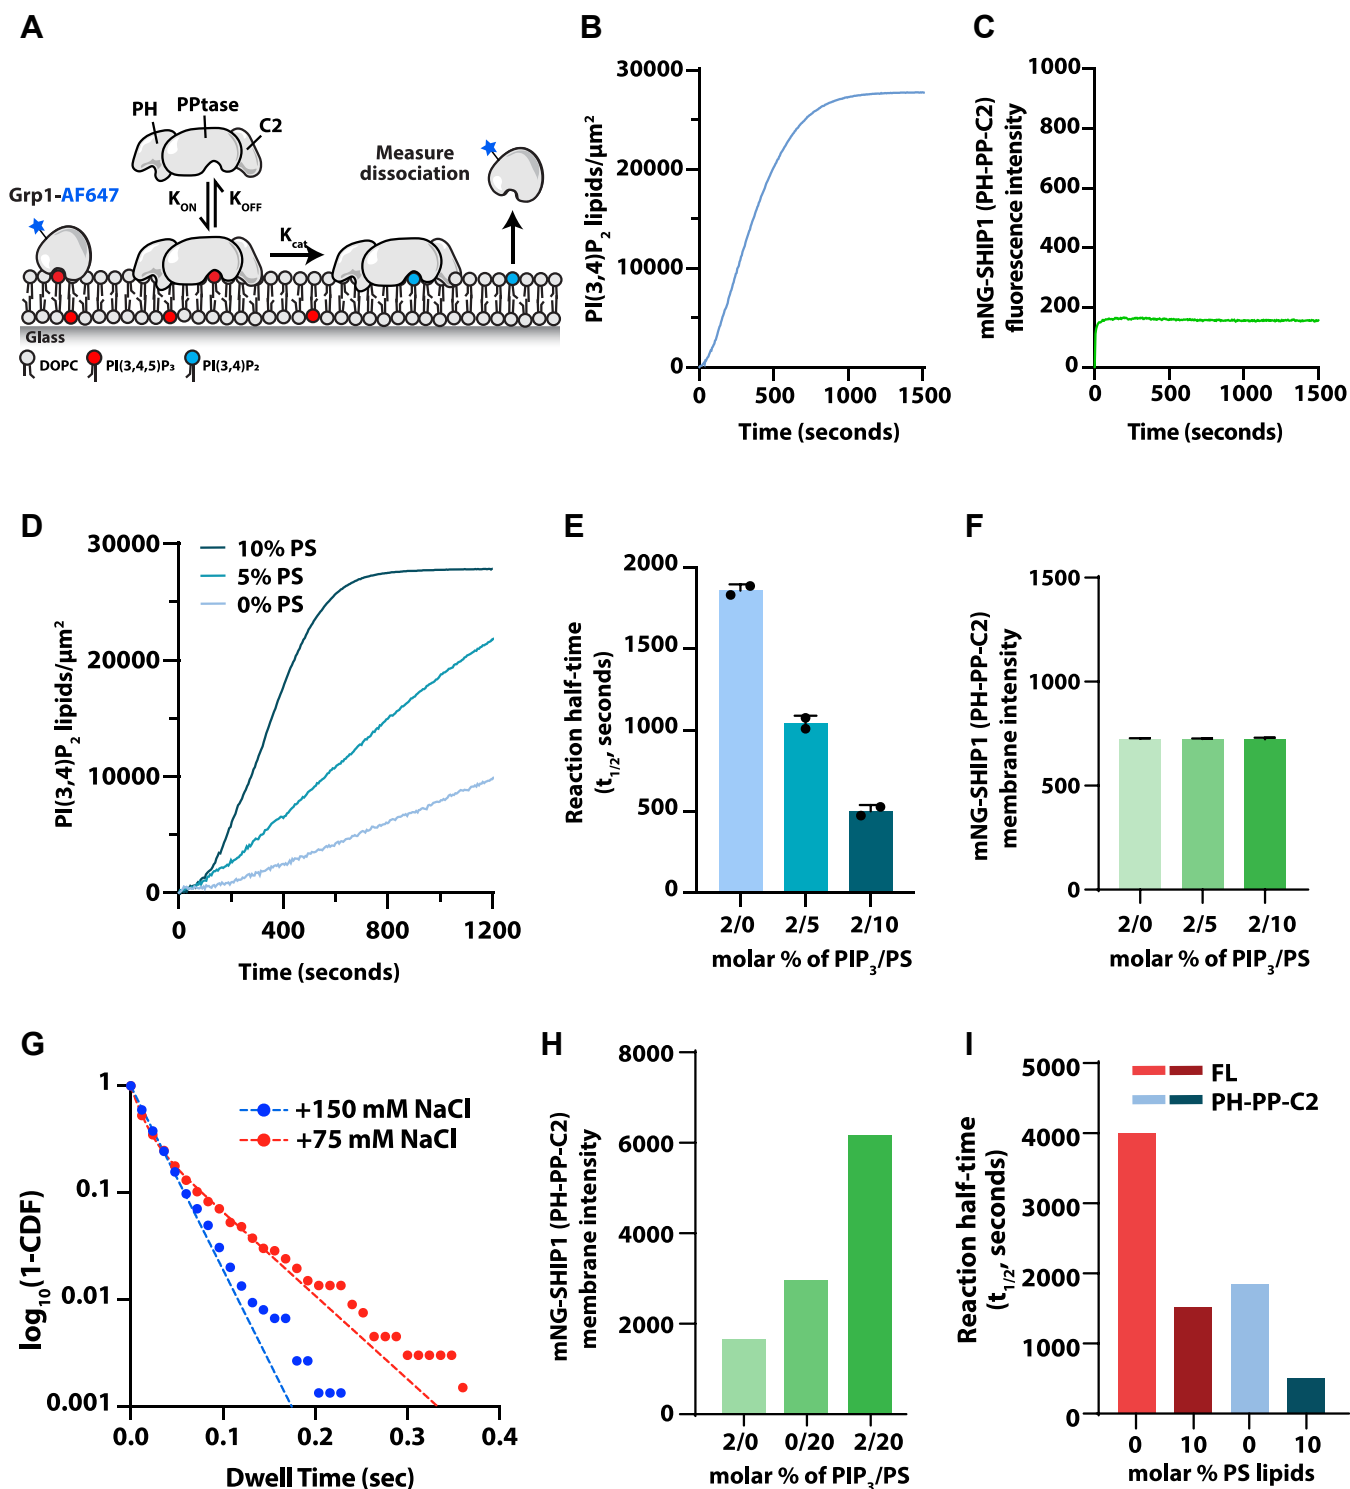 A
PH
PPtase
C2
Measure
dissociation
Grp1-AF647
KON
KOFF
Kcat
Glass
DOPC
PI(3,4,5)P₃
PI(3,4)P₂
B
PI(3,4)P₂ lipids/µm²
30000
20000
10000
0
0
500
1000
1500
Time (seconds)
C
mNG-SHIP1 (PH-PP-C2)
fluorescence intensity
1000
800
600
400
200
0
0
500
1000
1500
Time (seconds)
D
PI(3,4)P₂ lipids/µm²
30000
20000
10000
0
10% PS
5% PS
0% PS
0
400
800
1200
Time (seconds)
E
Reaction half-time
(t1/2, seconds)
2000
1500
1000
500
0
2/0
2/5
2/10
molar % of PIP₃/PS
F
mNG-SHIP1 (PH-PP-C2)
membrane intensity
1500
1000
500
0
2/0
2/5
2/10
molar % of PIP₃/PS
G
log₁₀(1-CDF)
1
0.1
0.01
0.001
+150 mM NaCl
+75 mM NaCl
0.0
0.1
0.2
0.3
0.4
Dwell Time (sec)
H
mNG-SHIP1 (PH-PP-C2)
membrane intensity
8000
6000
4000
2000
0
2/0
0/20
2/20
molar % of PIP₃/PS
I
Reaction half-time
(t1/2, seconds)
5000
4000
3000
2000
1000
0
FL
PH-PP-C2
0
10
0
10
molar % PS lipids